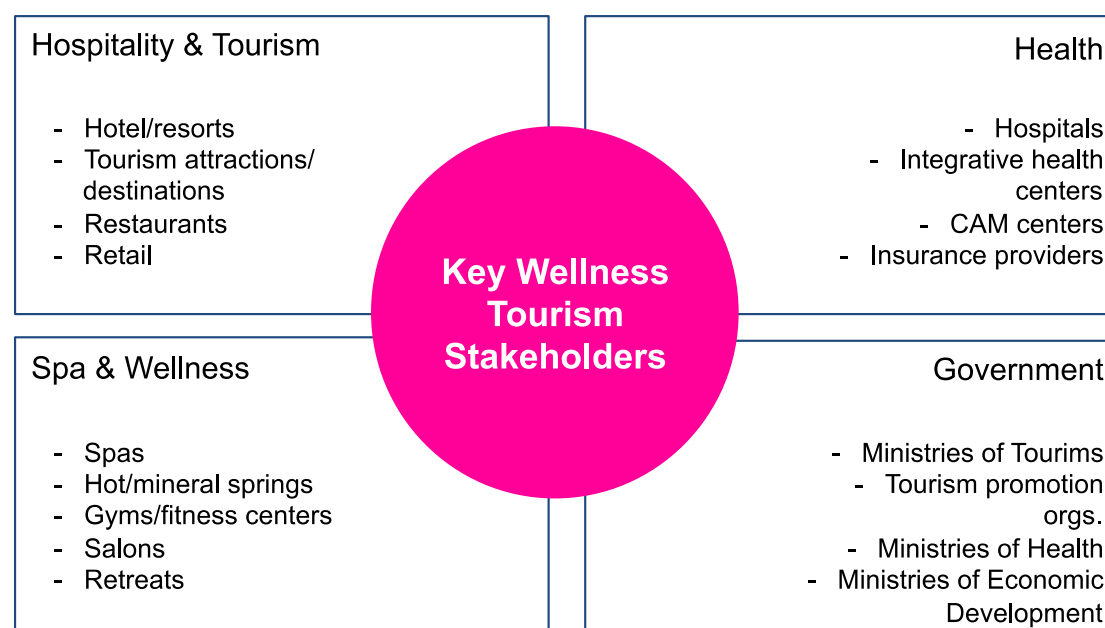 Hospitality & Tourism
- Hotel/resorts
- Tourism attractions/
destinations
- Restaurants
- Retail
Health
- Hospitals
- Integrative health
centers
- CAM centers
- Insurance providers
Key Wellness
Tourism
Stakeholders
Spa & Wellness
- Spas
- Hot/mineral springs
- Gyms/fitness centers
- Salons
- Retreats
Government
- Ministries of Tourims
- Tourism promotion
orgs.
- Ministries of Health
- Ministries of Economic
Development